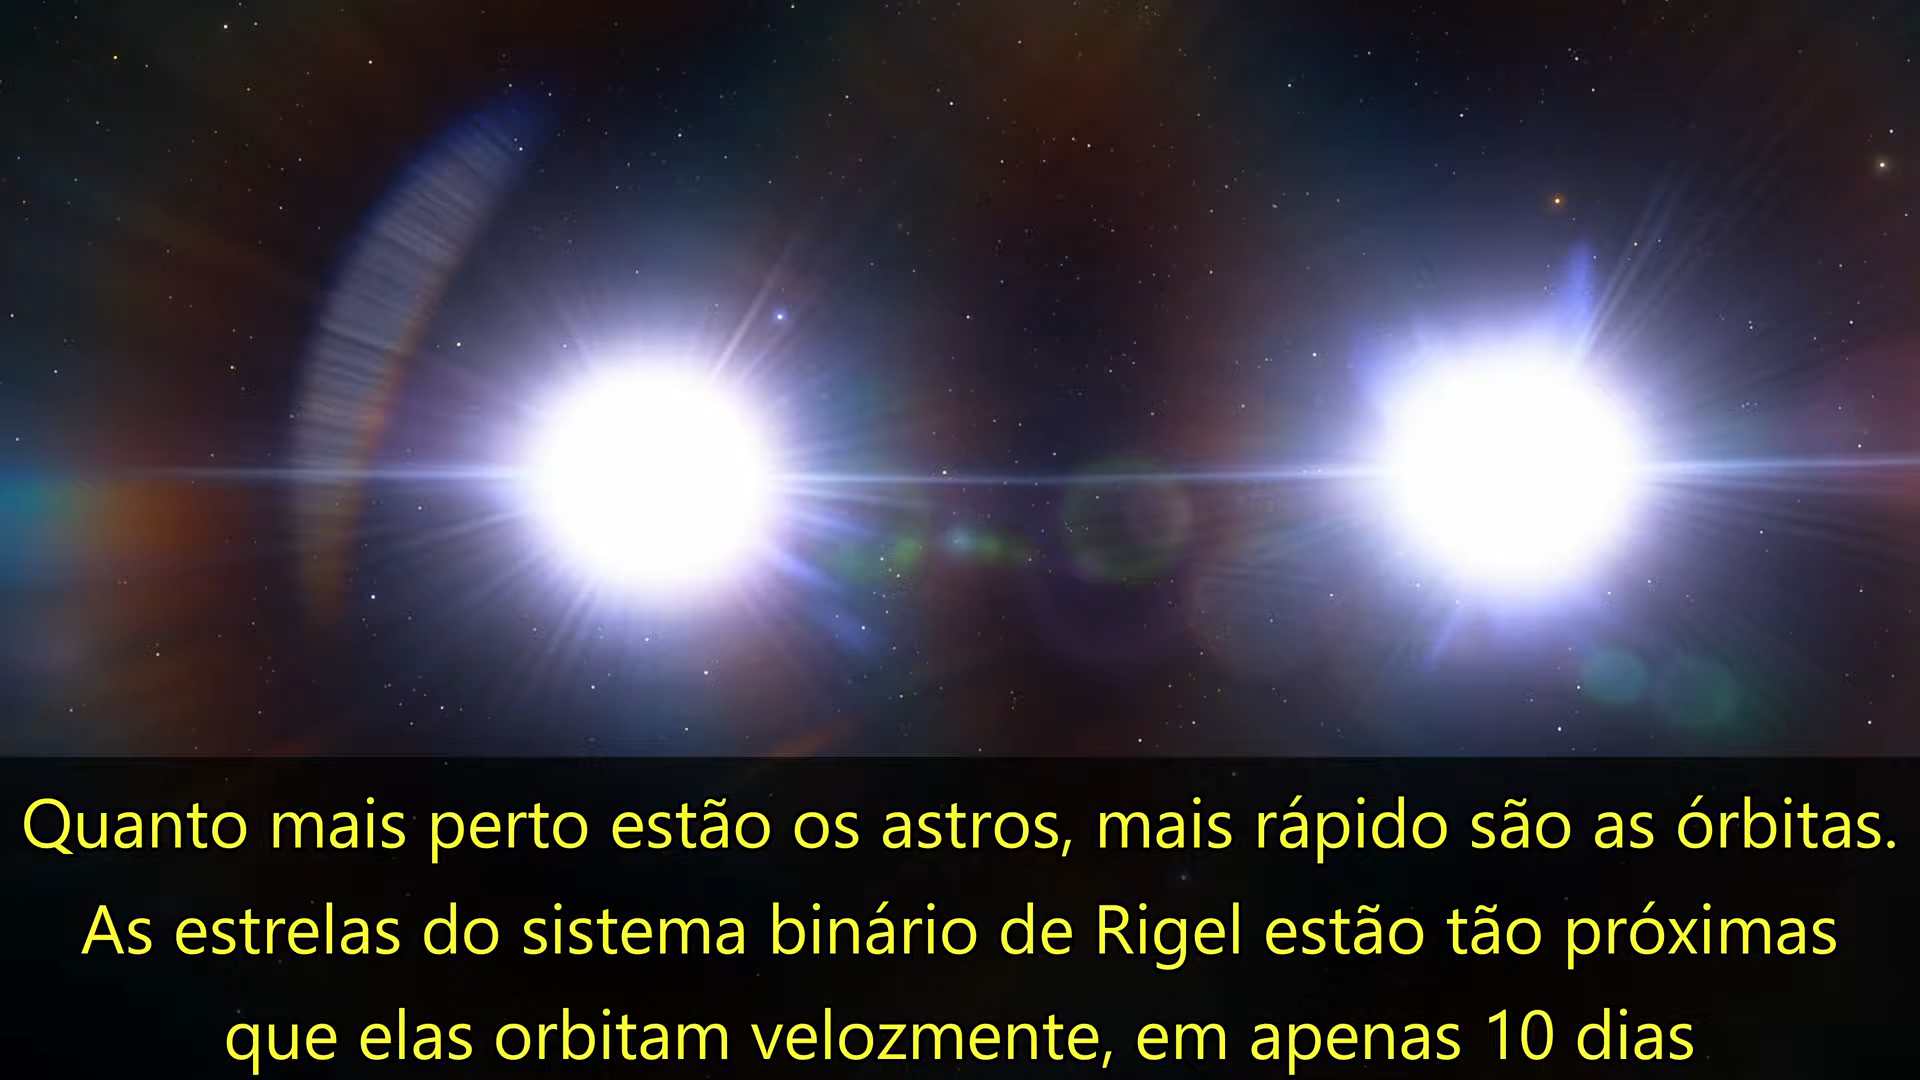 Quanto mais perto estão os astros, mais rápido são as órbitas.
As estrelas do sistema binário de Rigel estão tão próximas
que elas orbitam velozmente, em apenas 10 dias